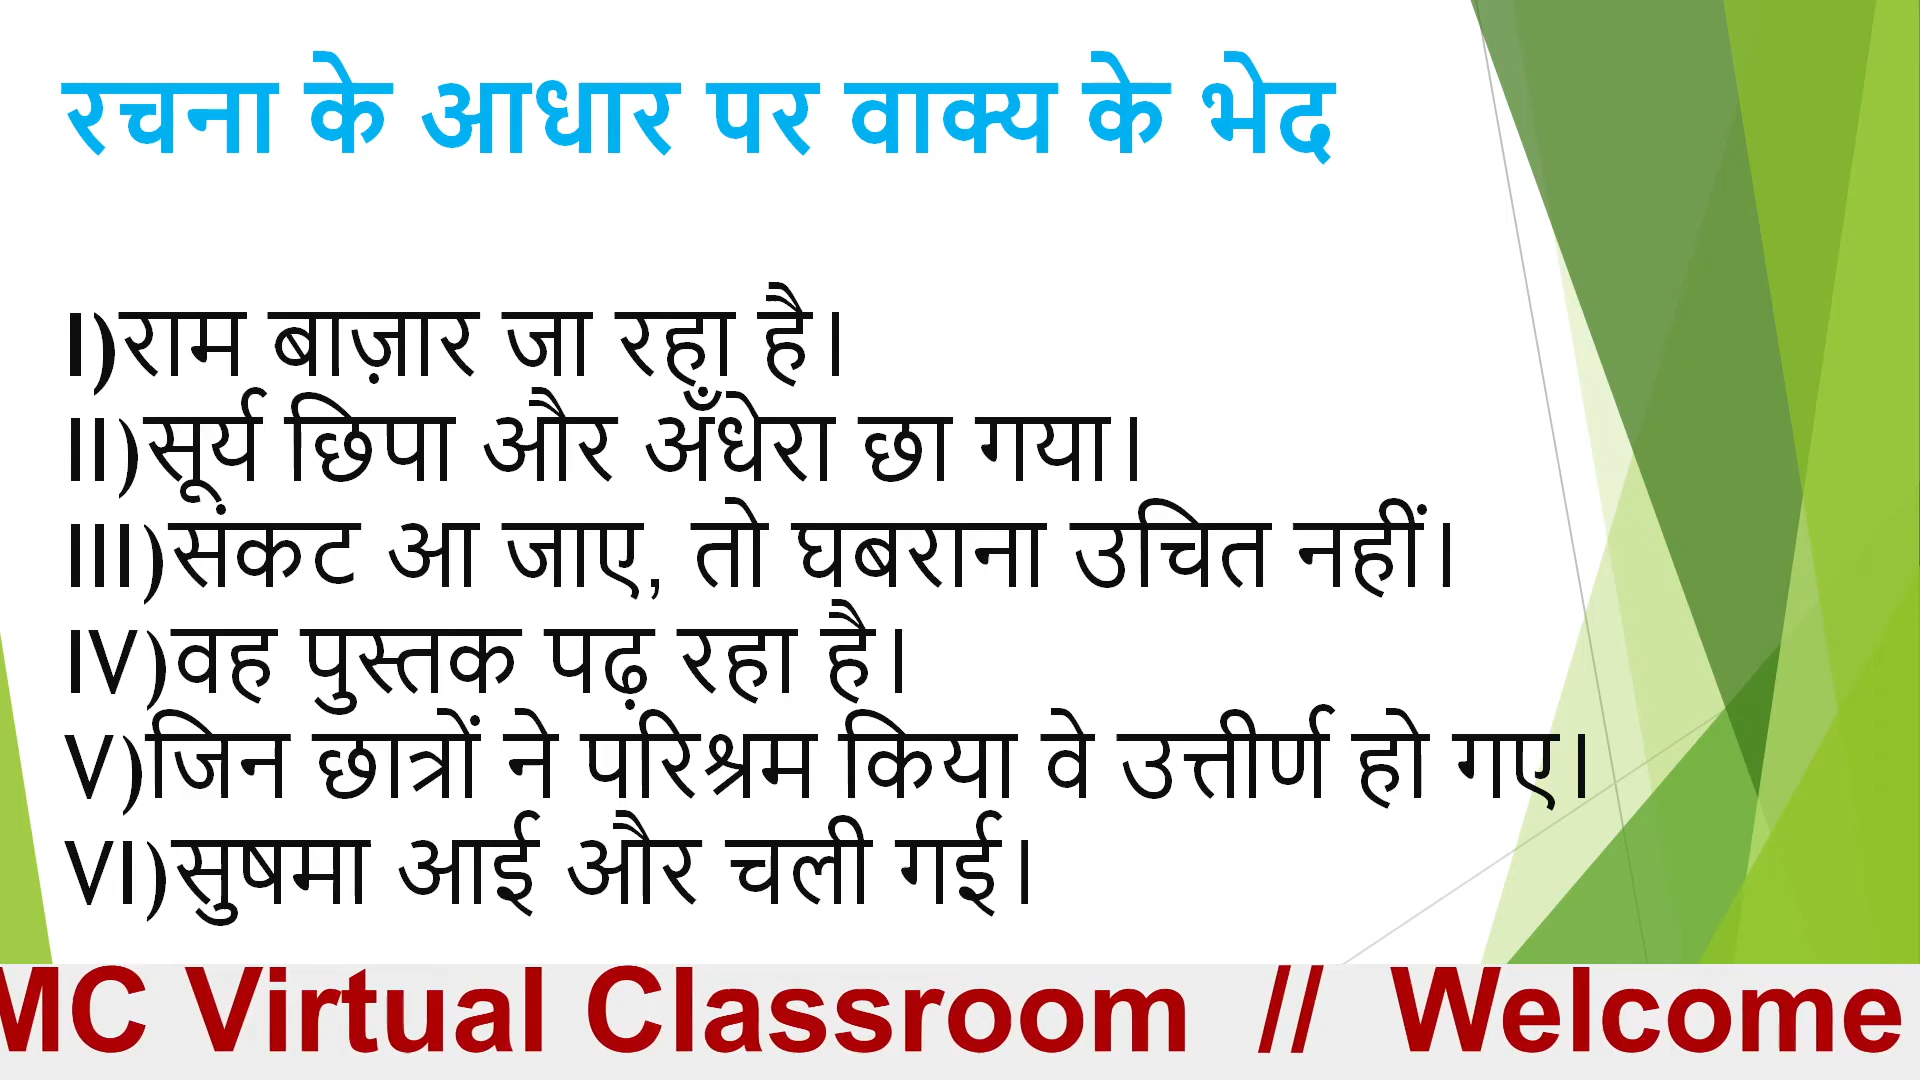 रचना के आधार पर वाक्य के भेद
I)राम बाज़ार जा रहा है।
II)सूर्य छिपा और अँधेरा छा गया।
III)संकट आ जाए, तो घबराना उचित नहीं।
IV)वह पुस्तक पढ़ रहा है।
V)जिन छात्रों ने परिश्रम किया वे उत्तीर्ण हो गए।
VI)सुषमा आई और चली गई।
MC Virtual Classroom // Welcome